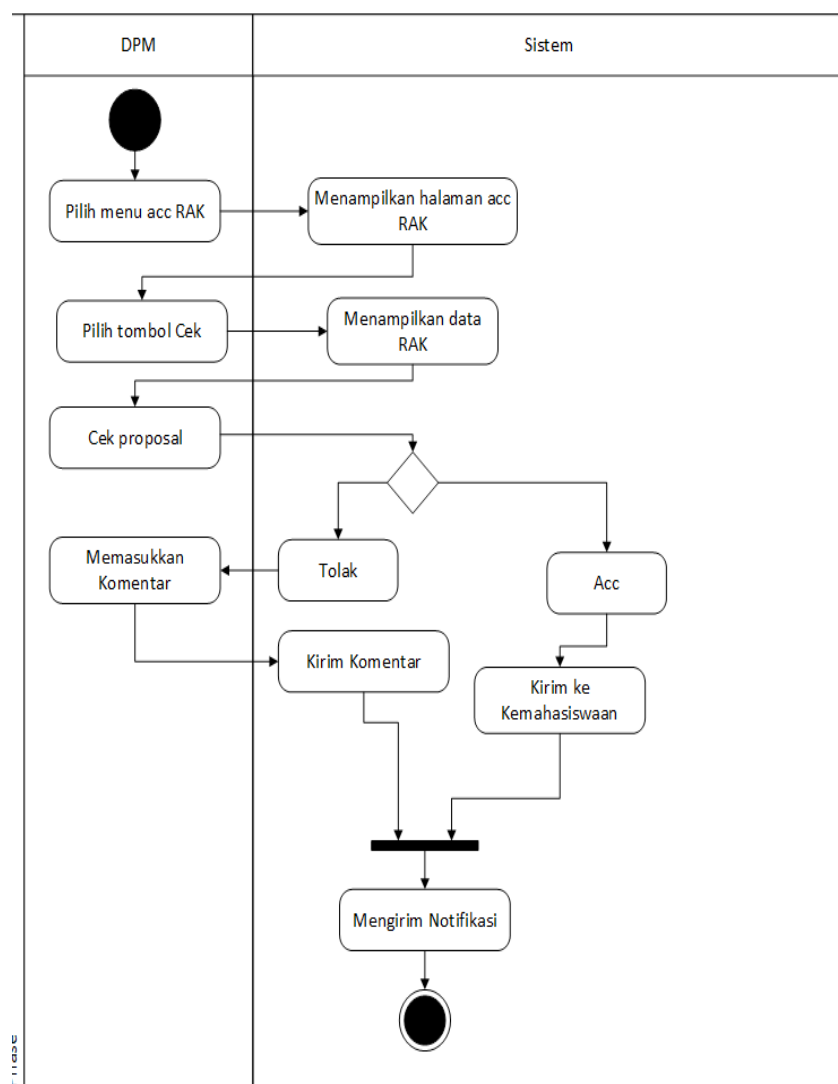 DPM
Sistem
Pilih menu acc RAK
Menampilkan halaman acc
RAK
Pilih tombol Cek
Menampilkan data
RAK
Cek proposal
Memasukkan
Komentar
Tolak
Acc
Kirim Komentar
Kirim ke
Kemahasiswaan
Mengirim Notifikasi